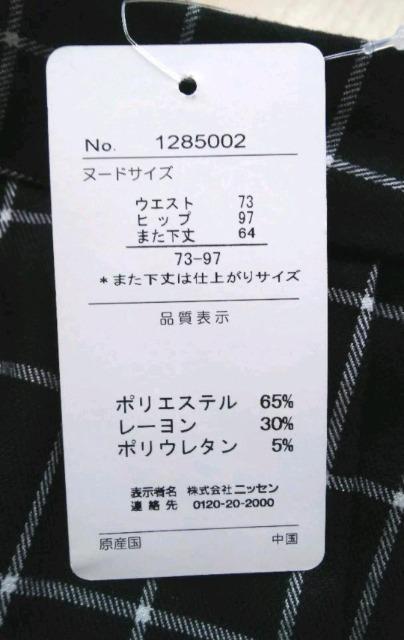 No. 1285002
ヌードサイズ
ウエスト 73
ヒップ 97
また下丈 64
73-97
*また下丈は仕上がりサイズ
品質表示
ポリエステル 65%
レーヨン 30%
ポリウレタン 5%
表示者名 株式会社ニッセン
連絡先 0120-20-2000
原産国 中国